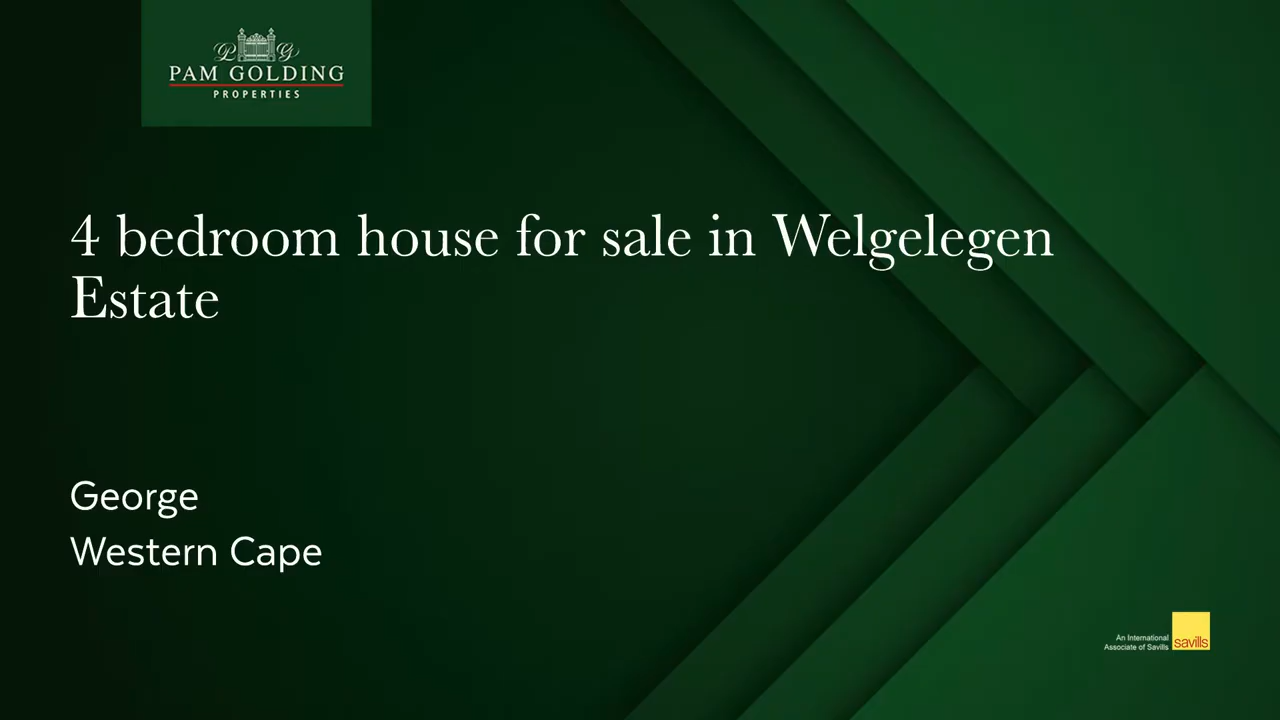 P G
PAM GOLDING
PROPERTIES
4 bedroom house for sale in Welgelegen
Estate
George
Western Cape
An International
Associate of Savills
savills